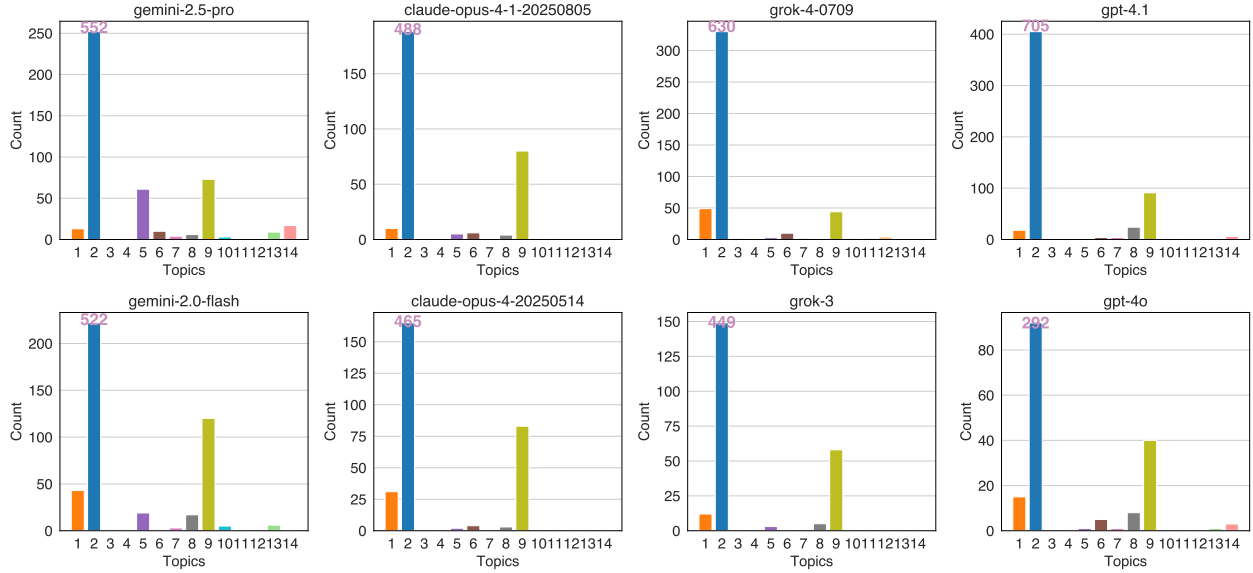 gemini-2.5-pro
552
Count
250
200
150
100
50
0
1 2 3 4 5 6 7 8 9 1011121314
Topics
claude-opus-4-1-20250805
488
Count
150
100
50
0
1 2 3 4 5 6 7 8 9 1011121314
Topics
grok-4-0709
630
Count
300
250
200
150
100
50
0
1 2 3 4 5 6 7 8 9 1011121314
Topics
gpt-4.1
705
Count
400
300
200
100
0
1 2 3 4 5 6 7 8 9 1011121314
Topics
gemini-2.0-flash
522
Count
200
150
100
50
0
1 2 3 4 5 6 7 8 9 1011121314
Topics
claude-opus-4-20250514
465
Count
150
125
100
75
50
25
0
1 2 3 4 5 6 7 8 9 1011121314
Topics
grok-3
449
Count
150
125
100
75
50
25
0
1 2 3 4 5 6 7 8 9 1011121314
Topics
gpt-4o
292
Count
80
60
40
20
0
1 2 3 4 5 6 7 8 9 1011121314
Topics